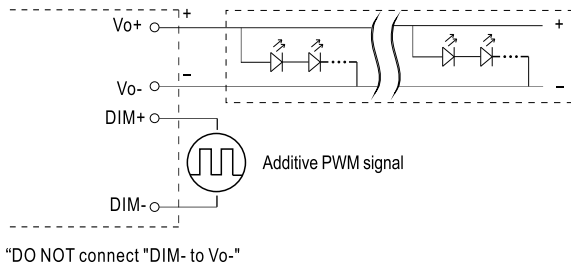 Vo+ + +
Vo- − −
DIM+
Additive PWM signal
DIM-
“DO NOT connect "DIM- to Vo-"